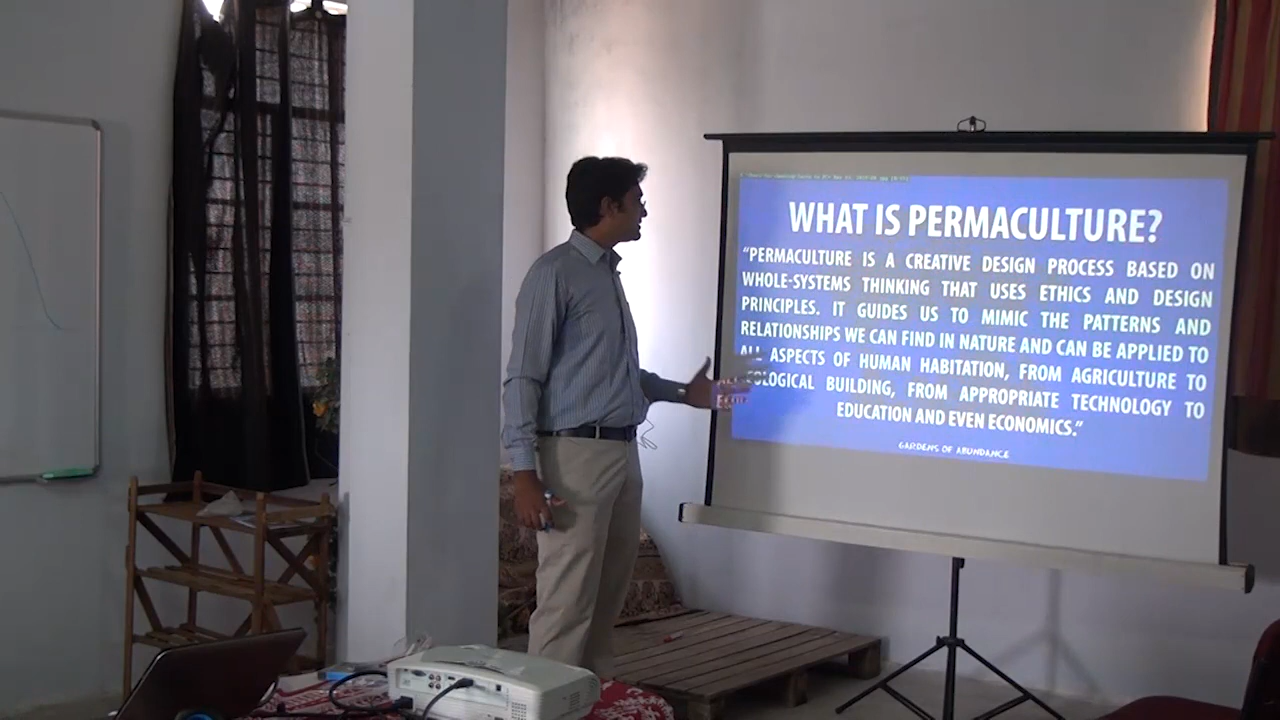 WHAT IS PERMACULTURE?
“PERMACULTURE IS A CREATIVE DESIGN PROCESS BASED ON
WHOLE-SYSTEMS THINKING THAT USES ETHICS AND DESIGN
PRINCIPLES. IT GUIDES US TO MIMIC THE PATTERNS AND
RELATIONSHIPS WE CAN FIND IN NATURE AND CAN BE APPLIED TO
ALL ASPECTS OF HUMAN HABITATION, FROM AGRICULTURE TO
ECOLOGICAL BUILDING, FROM APPROPRIATE TECHNOLOGY TO
EDUCATION AND EVEN ECONOMICS.”
GARDENS OF ABUNDANCE